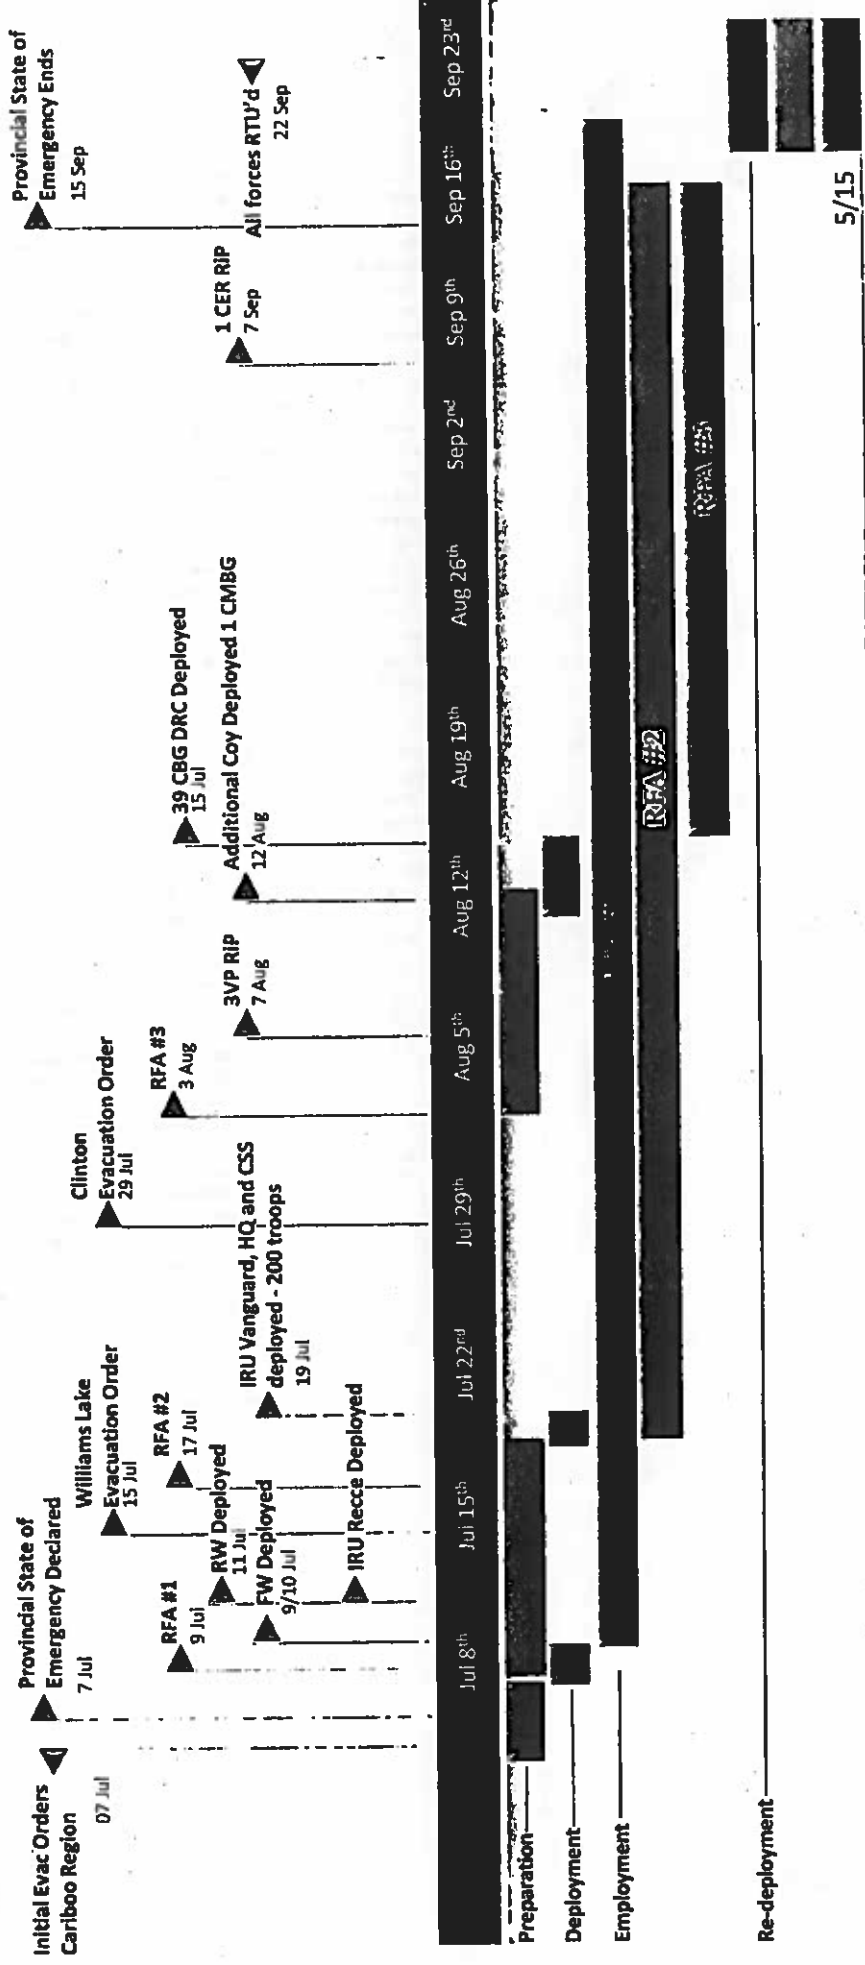 Initial Evac Orders
Cariboo Region
07 Jul
Provincial State of
Emergency Declared
7 Jul
Williams Lake
Evacuation Order
15 Jul
Clinton
Evacuation Order
29 Jul
Provincial State of
Emergency Ends
15 Sep
RFA #1
9 Jul
RFA #2
17 Jul
RFA #3
3 Aug
39 CBG DRC Deployed
15 Jul
RW Deployed
11 Jul
FW Deployed
9/10 Jul
IRU Vanguard, HQ and CSS
deployed - 200 troops
19 Jul
IRU Recce Deployed
3VP RiP
7 Aug
Additional Coy Deployed 1 CMBG
12 Aug
1 CER RiP
7 Sep
All forces RTU'd
22 Sep
Jul 8th
Jul 15th
Jul 22nd
Jul 29th
Aug 5th
Aug 12th
Aug 19th
Aug 26th
Sep 2nd
Sep 9th
Sep 16th
Sep 23rd
Preparation
Deployment
Employment
RFA #2
RFA #3
Re-deployment
5/15